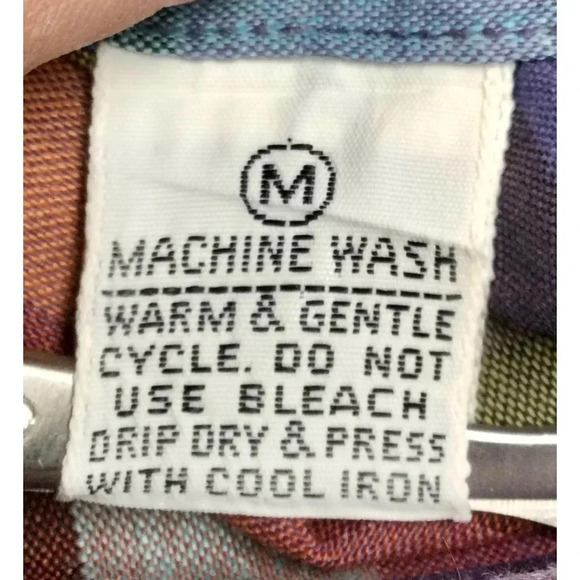 M
MACHINE WASH
WARM & GENTLE
CYCLE. DO NOT
USE BLEACH
DRIP DRY & PRESS
WITH COOL IRON